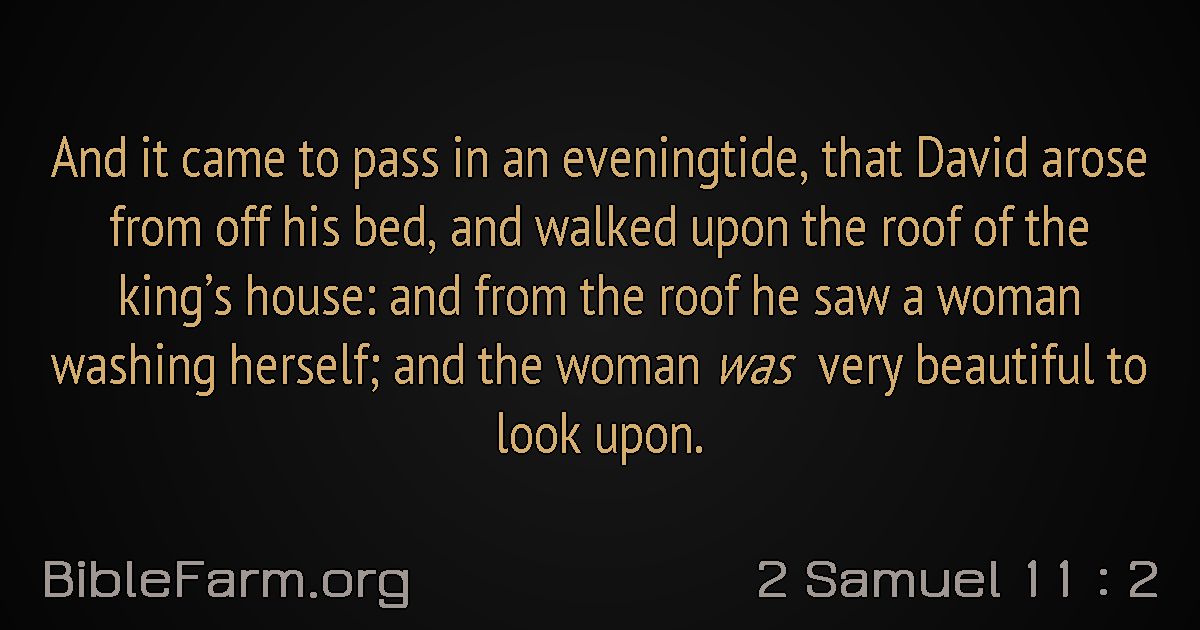 And it came to pass in an eveningtide, that David arose
from off his bed, and walked upon the roof of the
king’s house: and from the roof he saw a woman
washing herself; and the woman was very beautiful to
look upon.
BibleFarm.org
2 Samuel 11 : 2